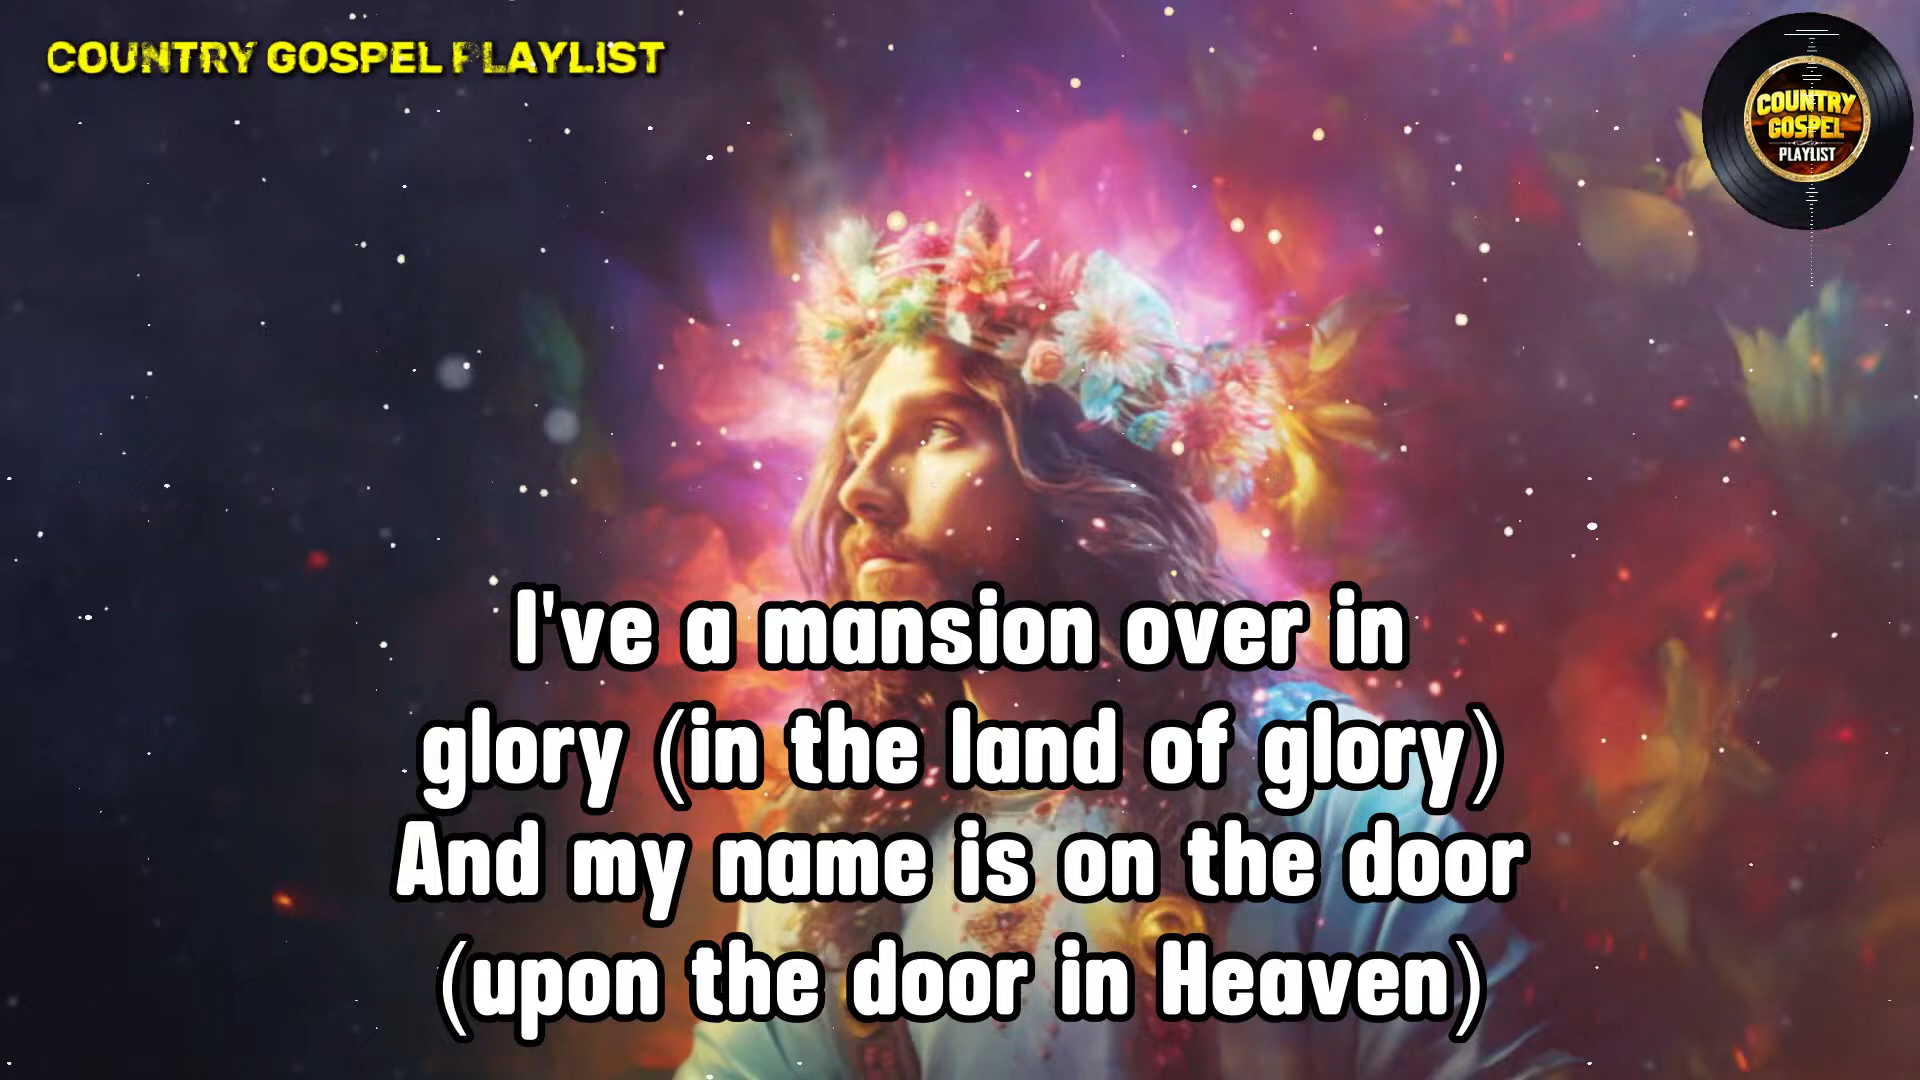 COUNTRY GOSPEL PLAYLIST
COUNTRY
GOSPEL
PLAYLIST
I've a mansion over in
glory (in the land of glory)
And my name is on the door
(upon the door in Heaven)